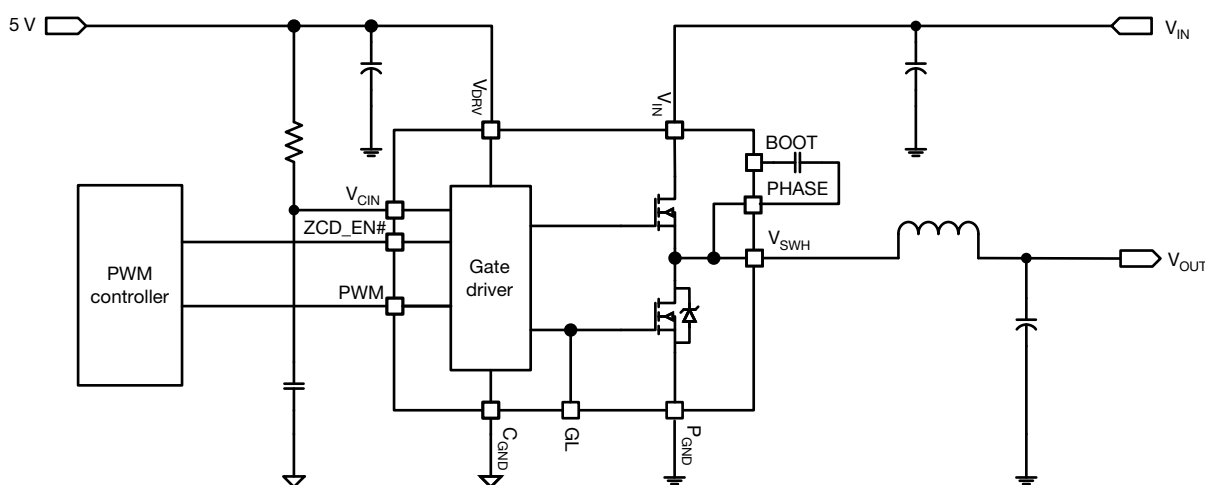 5 V
V_IN
V_DRV
V_IN
BOOT
PHASE
V_CIN
ZCD_EN#
V_SWH
PWM
controller
Gate
driver
PWM
V_OUT
C_GND
GL
P_GND